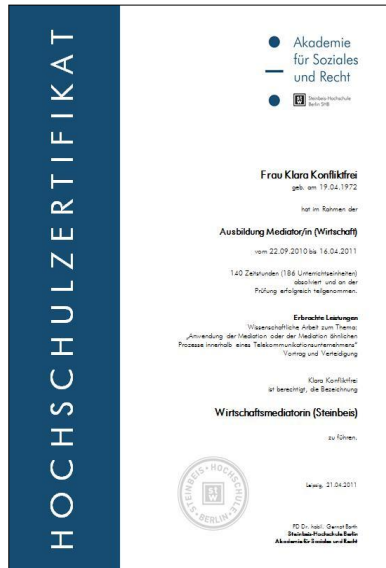 HOCHSCHULZERTIFIKAT
Akademie
für Soziales
und Recht
Steinbeis-Hochschule
Berlin SHB
Frau Klara Konfliktfrei
geb. am 19.04.1972
hat im Rahmen der
Ausbildung Mediator/in (Wirtschaft)
vom 22.09.2010 bis 16.04.2011
140 Zeitstunden (186 Unterrichtseinheiten)
absolviert und an der
Prüfung erfolgreich teilgenommen.
Erbrachte Leistungen
Wissenschaftliche Arbeit zum Thema:
„Anwendung der Mediation oder der Mediation ähnlichen
Prozesse innerhalb eines Telekommunikationsunternehmens"
Vortrag und Verteidigung
Klara Konfliktfrei
ist berechtigt, die Bezeichnung
Wirtschaftsmediatorin (Steinbeis)
zu führen.
STEINBEIS • HOCHSCHULE
• BERLIN •
Leipzig, 21.04.2011
PD Dr. habil. Gernot Barth
Steinbeis-Hochschule Berlin
Akademie für Soziales und Recht